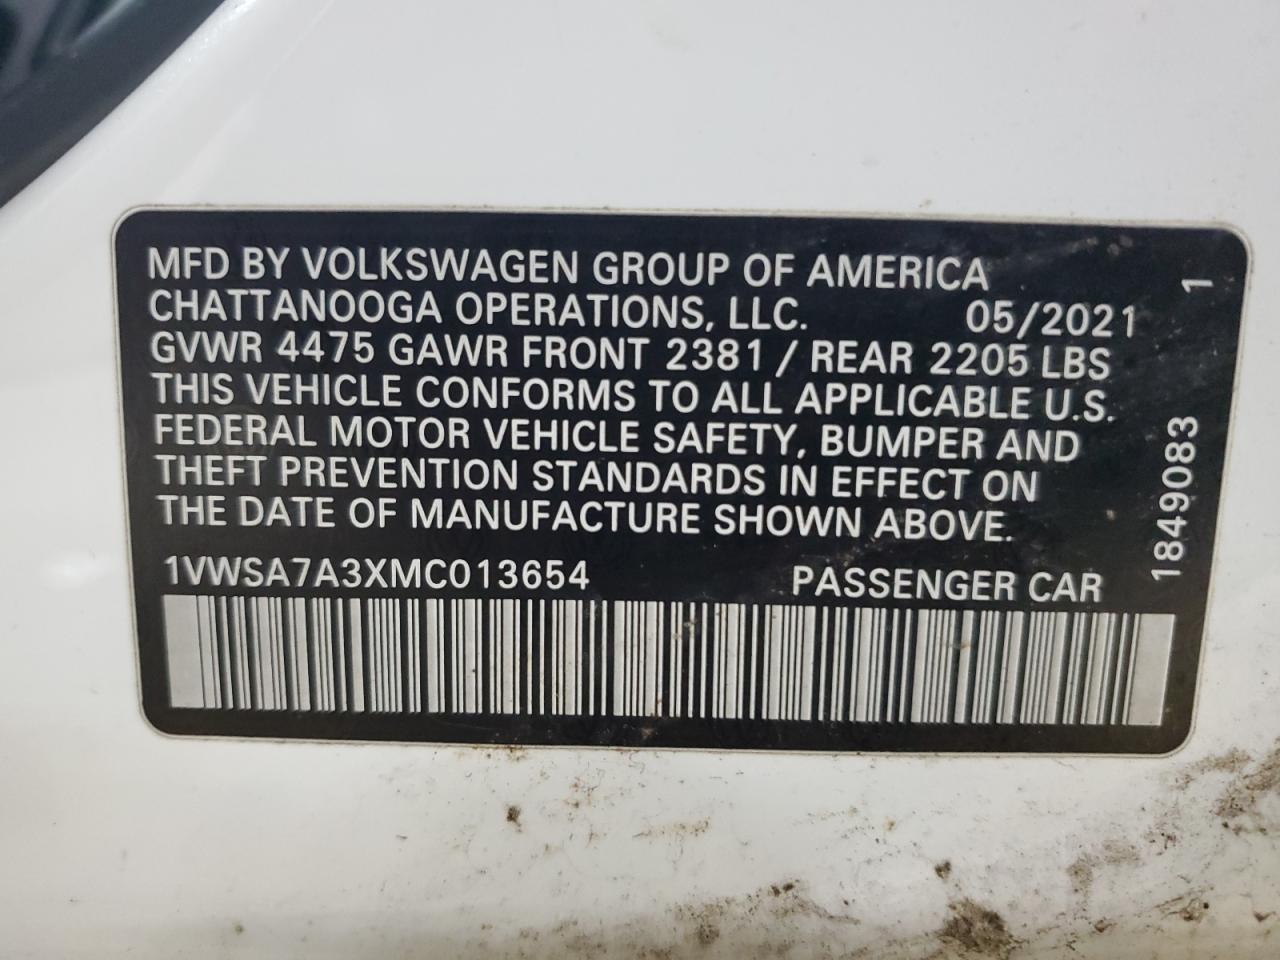 MFD BY VOLKSWAGEN GROUP OF AMERICA
CHATTANOOGA OPERATIONS, LLC. 05/2021
GVWR 4475 GAWR FRONT 2381 / REAR 2205 LBS
THIS VEHICLE CONFORMS TO ALL APPLICABLE U.S.
FEDERAL MOTOR VEHICLE SAFETY, BUMPER AND
THEFT PREVENTION STANDARDS IN EFFECT ON
THE DATE OF MANUFACTURE SHOWN ABOVE.
1VWSA7A3XMC013654 PASSENGER CAR
1849083 1